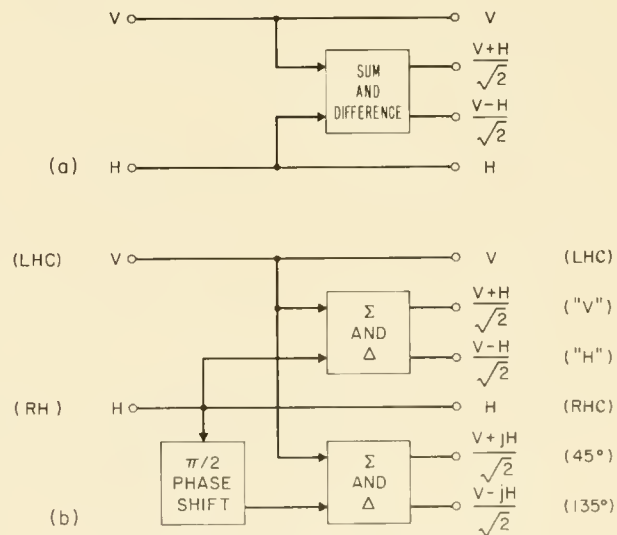 V V
V+H
√2
SUM
AND
DIFFERENCE
V-H
√2
(a) H H
(LHC) V V (LHC)
V+H
√2
("V")
Σ
AND
Δ
V-H
√2
("H")
(RH) H H (RHC)
π/2
PHASE
SHIFT
V+jH
√2
(45°)
Σ
AND
Δ
V-jH
√2
(135°)
(b)